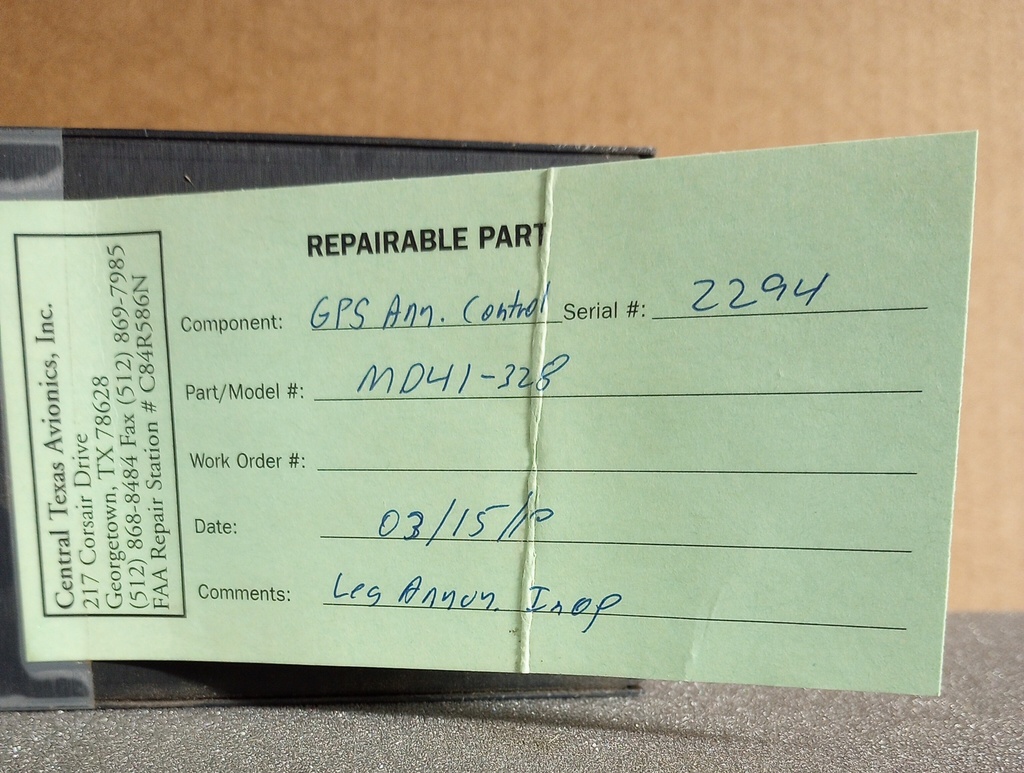 REPAIRABLE PART
Component: GPS Ann. Control Serial #: 2294
Part/Model #: MD41-328
Work Order #:
Date: 03/15/10
Comments: Leg Annun. Inop
Central Texas Avionics, Inc.
217 Corsair Drive
Georgetown, TX 78628
(512) 868-8484 Fax (512) 869-7985
FAA Repair Station # C84R586N